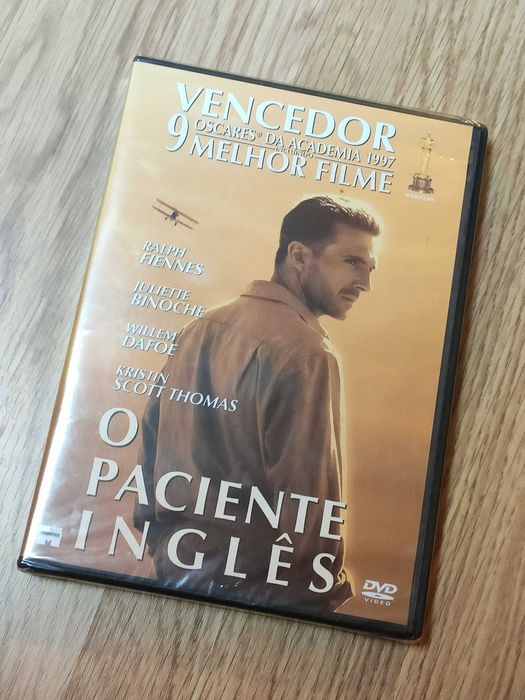 VENCEDOR
9 OSCARES® DA ACADEMIA 1997
INCLUINDO
MELHOR FILME
RALPH
FIENNES
JULIETTE
BINOCHE
WILLEM
DAFOE
KRISTIN
SCOTT THOMAS
O
PACIENTE
INGLÊS
DVD
VIDEO